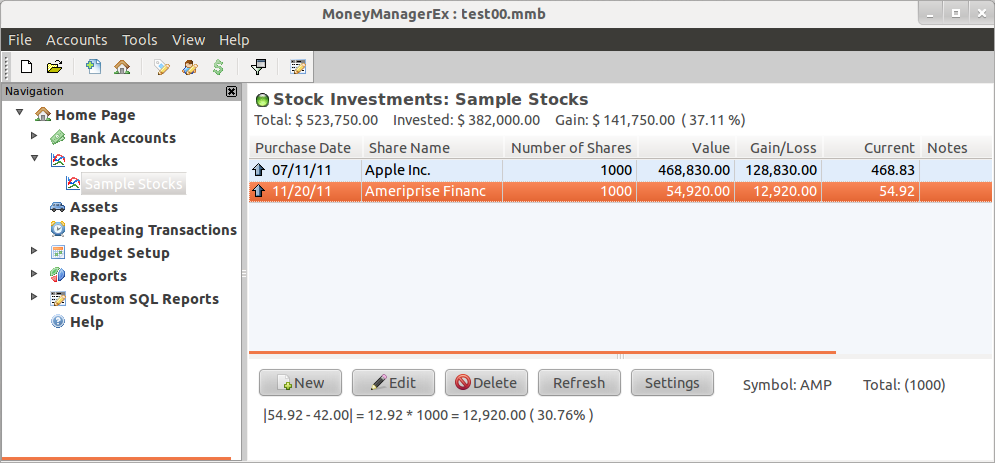 MoneyManagerEx : test00.mmb
File Accounts Tools View Help
Navigation
Home Page
Bank Accounts
Stocks
Sample Stocks
Assets
Repeating Transactions
Budget Setup
Reports
Custom SQL Reports
Help
Stock Investments: Sample Stocks
Total: $ 523,750.00 Invested: $ 382,000.00 Gain: $ 141,750.00 ( 37.11 %)
Purchase Date Share Name Number of Shares Value Gain/Loss Current Notes
07/11/11 Apple Inc. 1000 468,830.00 128,830.00 468.83
11/20/11 Ameriprise Financ 1000 54,920.00 12,920.00 54.92
New Edit Delete Refresh Settings Symbol: AMP Total: (1000)
|54.92 - 42.00| = 12.92 * 1000 = 12,920.00 ( 30.76% )